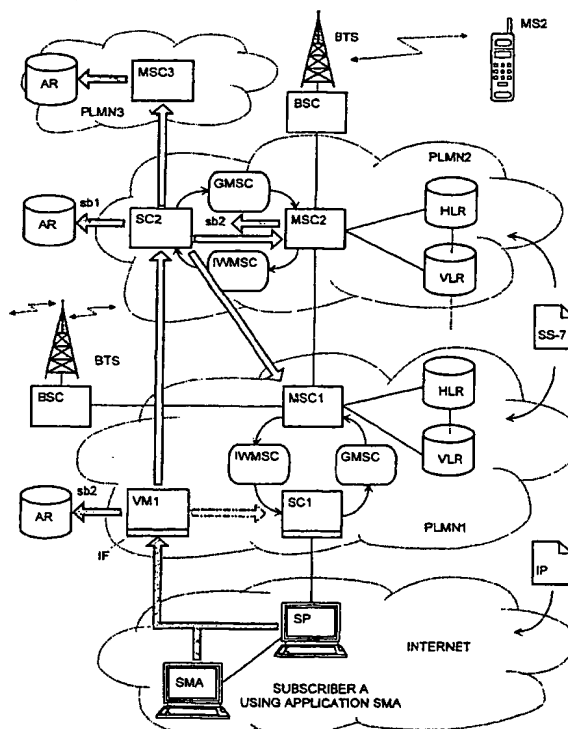 MS2
BTS
AR
MSC3
PLMN3
BSC
PLMN2
GMSC
HLR
sb1
sb2
AR
SC2
MSC2
IWMSC
VLR
SS-7
BTS
HLR
BSC
MSC1
IWMSC
GMSC
VLR
sb2
VM1
SC1
AR
PLMN1
IF
IP
SP
INTERNET
SMA
SUBSCRIBER A
USING APPLICATION SMA